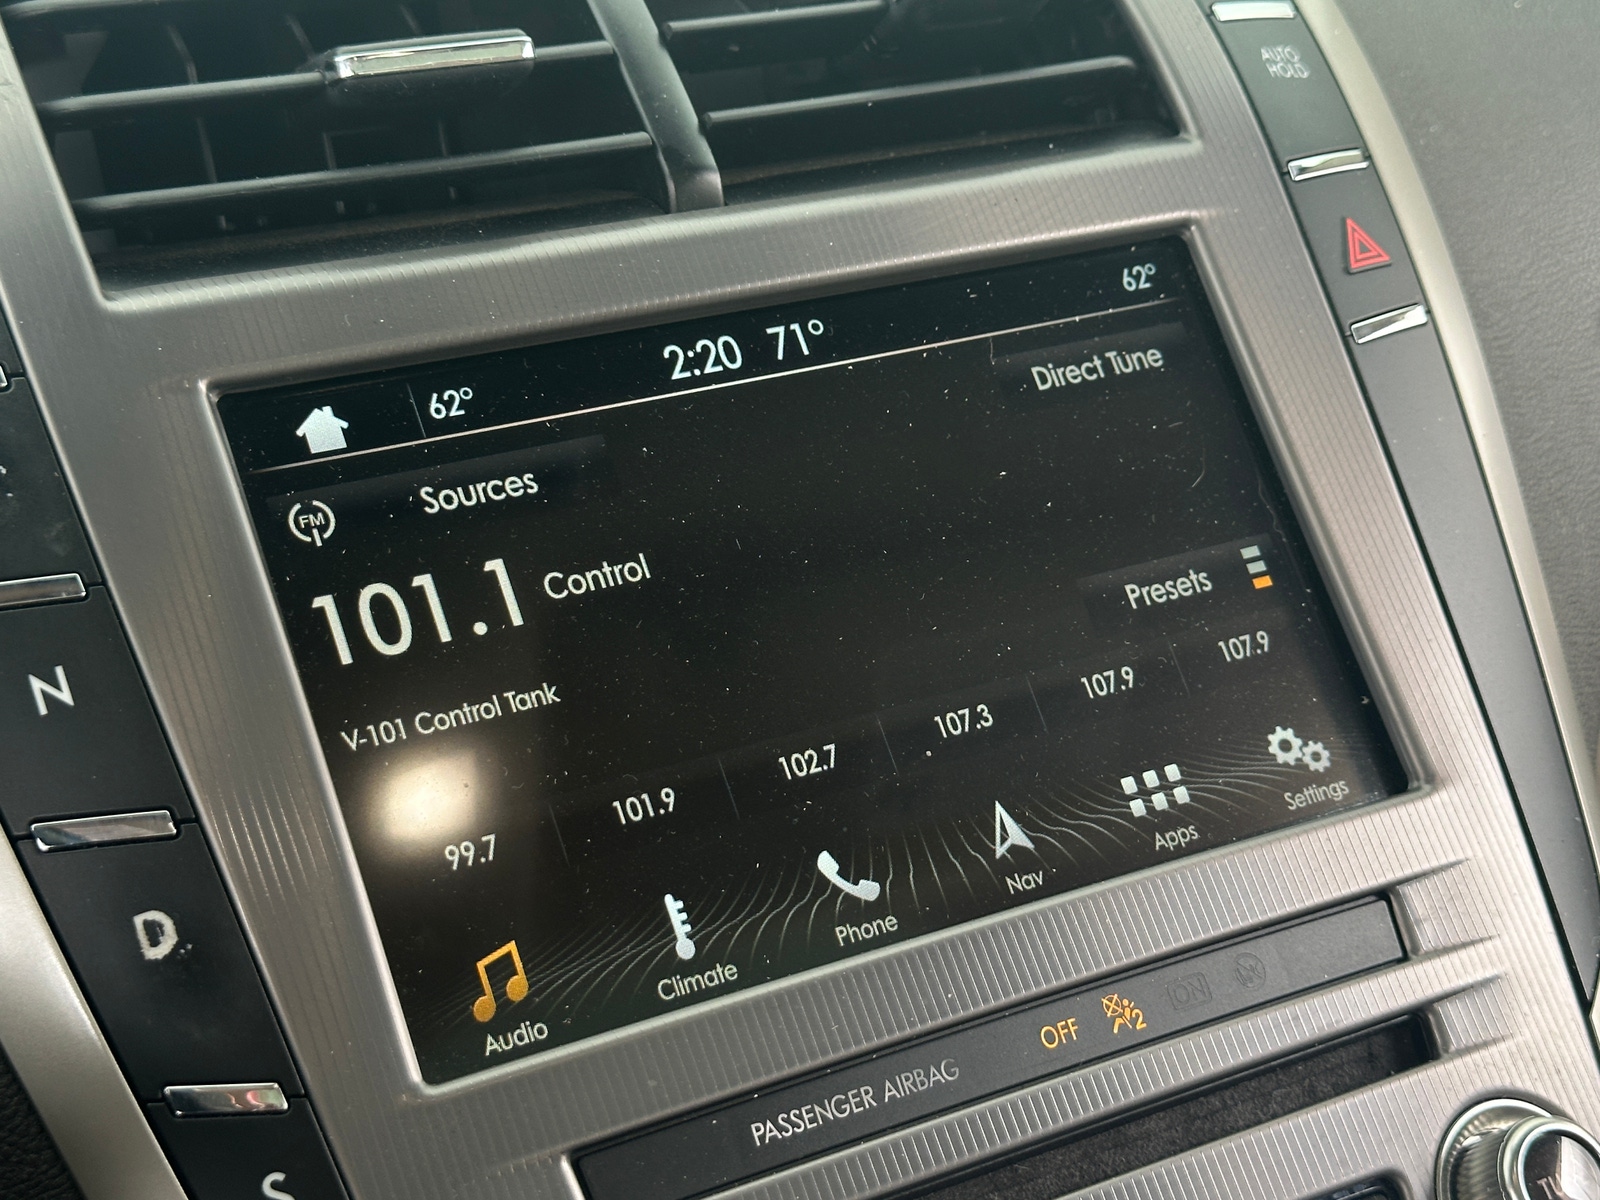 AUTO
HOLD
62°
2:20 71°
62°
Direct Tune
FM
Sources
101.1 Control
Presets
V-101 Control Tank
99.7
101.9
102.7
107.3
107.9
107.9
Audio
Climate
Phone
Nav
Apps
Settings
N
D
S
PASSENGER AIRBAG
OFF
2
ON
TU